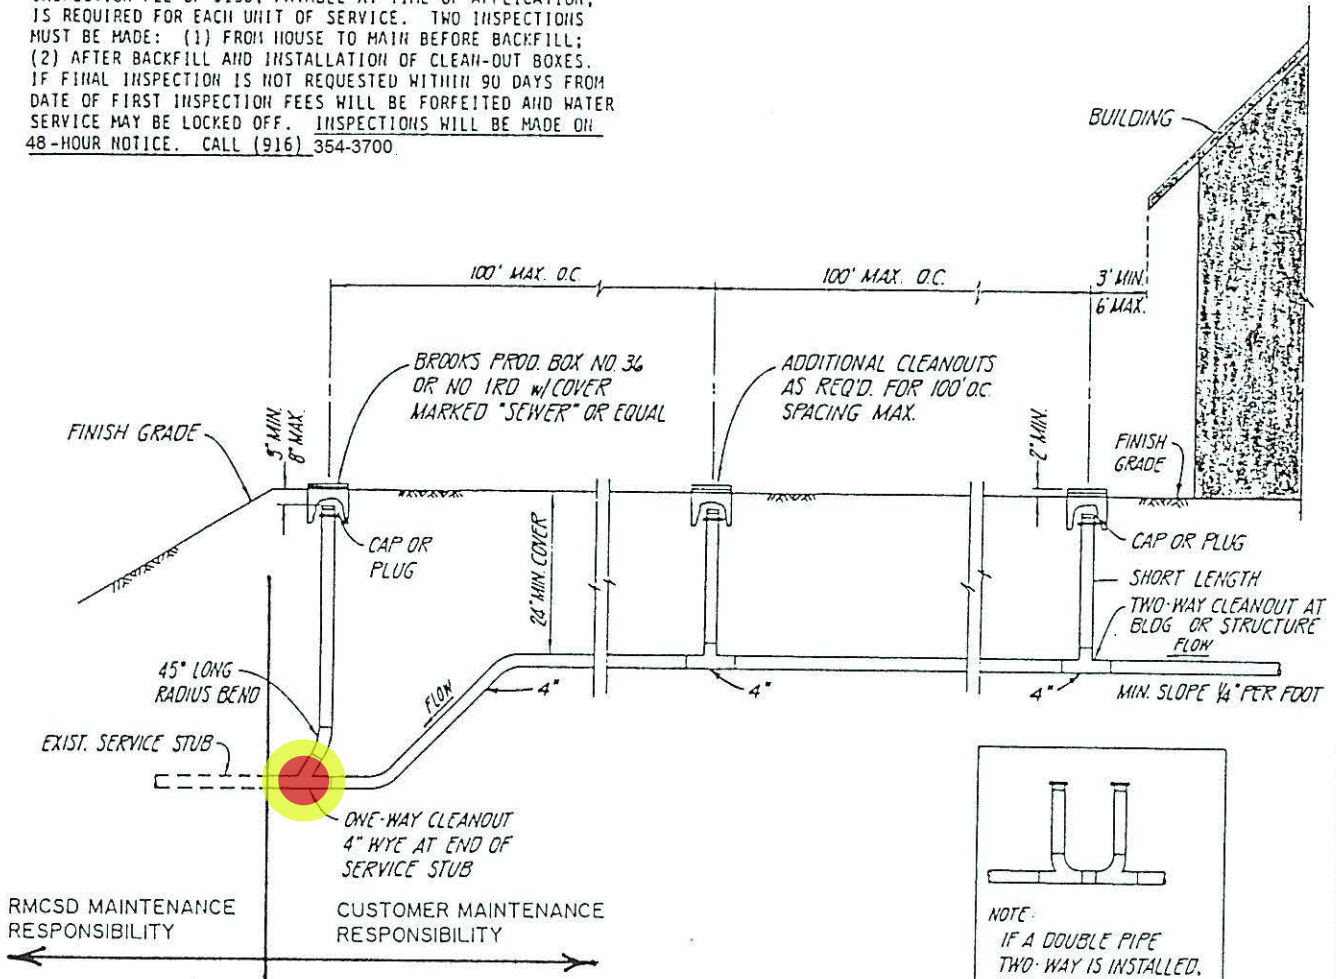 IS REQUIRED FOR EACH UNIT OF SERVICE. TWO INSPECTIONS
MUST BE MADE: (1) FROM HOUSE TO MAIN BEFORE BACKFILL;
(2) AFTER BACKFILL AND INSTALLATION OF CLEAN-OUT BOXES.
IF FINAL INSPECTION IS NOT REQUESTED WITHIN 90 DAYS FROM
DATE OF FIRST INSPECTION FEES WILL BE FORFEITED AND WATER
SERVICE MAY BE LOCKED OFF. INSPECTIONS WILL BE MADE ON
48-HOUR NOTICE. CALL (916) 354-3700
BUILDING
100' MAX. O.C.
100' MAX. O.C.
3' MIN.
6' MAX.
BROOKS PROD. BOX NO. 36
OR NO 1RD w/COVER
MARKED "SEWER" OR EQUAL
ADDITIONAL CLEANOUTS
AS REQ'D. FOR 100' O.C.
SPACING MAX.
FINISH GRADE
MIN.
8" MAX.
2" MIN.
FINISH
GRADE
CAP OR
PLUG
24" MIN. COVER
CAP OR PLUG
SHORT LENGTH
TWO-WAY CLEANOUT AT
BLDG OR STRUCTURE
FLOW
45° LONG
RADIUS BEND
FLOW
4"
4"
4"
MIN. SLOPE ¼" PER FOOT
EXIST. SERVICE STUB
ONE-WAY CLEANOUT
4" WYE AT END OF
SERVICE STUB
RMCSD MAINTENANCE
RESPONSIBILITY
CUSTOMER MAINTENANCE
RESPONSIBILITY
NOTE:
IF A DOUBLE PIPE
TWO-WAY IS INSTALLED,